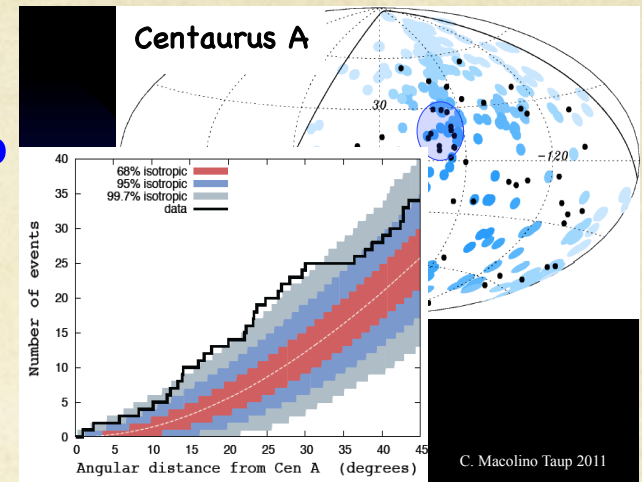 Centaurus A
30
-120
40
35
30
25
20
15
10
5
0
Number of events
68% isotropic
95% isotropic
99.7% isotropic
data
0 5 10 15 20 25 30 35 40 45
Angular distance from Cen A (degrees)
C. Macolino Taup 2011